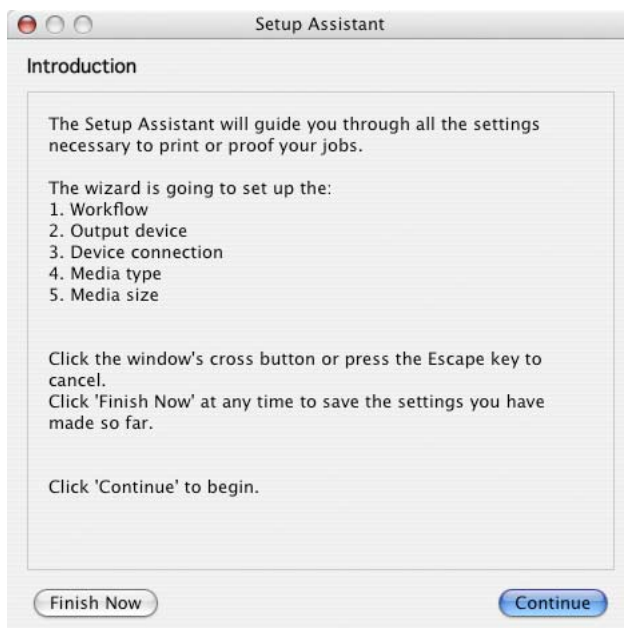 Setup Assistant
Introduction
The Setup Assistant will guide you through all the settings
necessary to print or proof your jobs.
The wizard is going to set up the:
1. Workflow
2. Output device
3. Device connection
4. Media type
5. Media size
Click the window's cross button or press the Escape key to
cancel.
Click 'Finish Now' at any time to save the settings you have
made so far.
Click 'Continue' to begin.
Finish Now
Continue